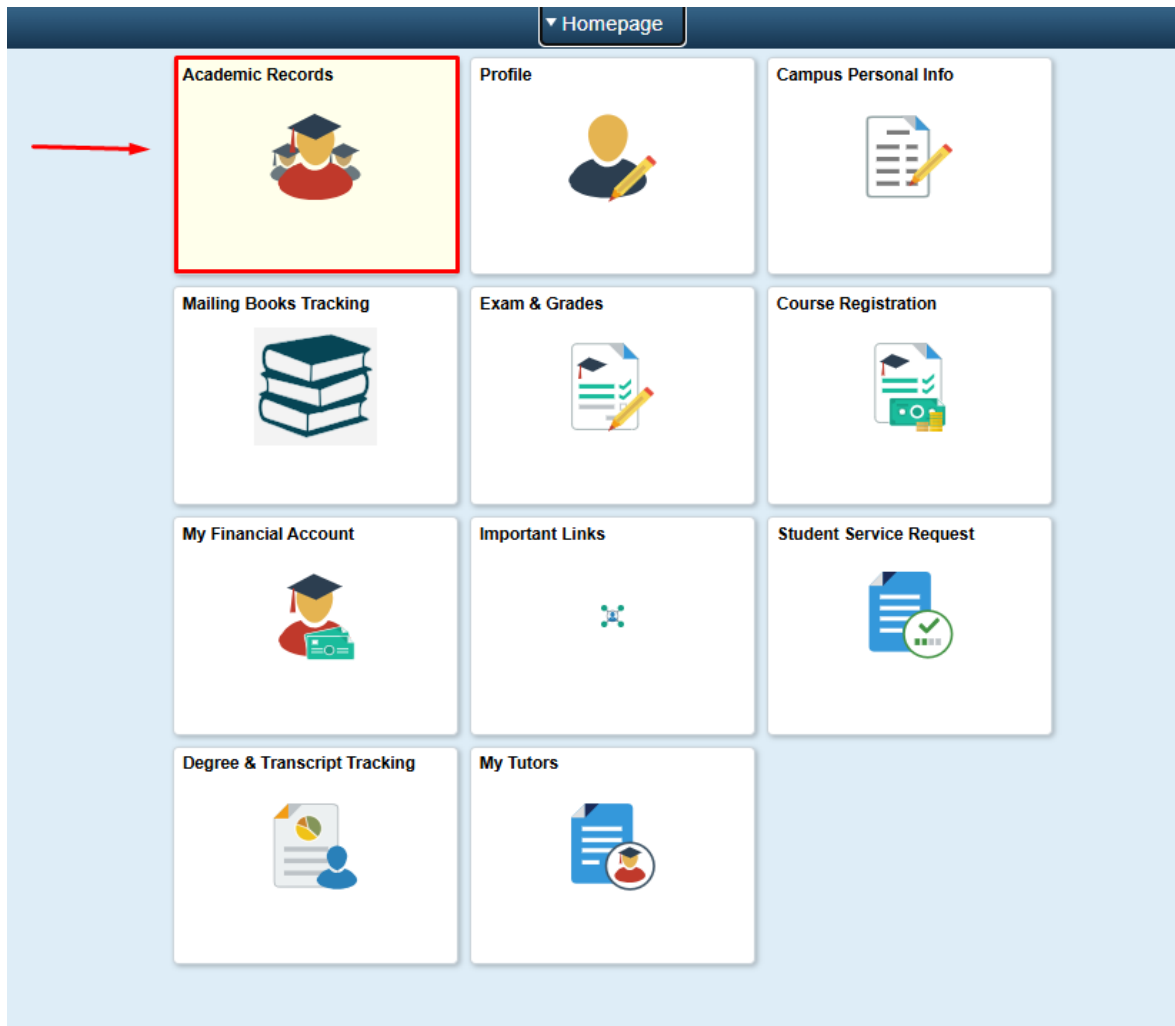 Homepage
Academic Records
Profile
Campus Personal Info
Mailing Books Tracking
Exam & Grades
Course Registration
My Financial Account
Important Links
Student Service Request
Degree & Transcript Tracking
My Tutors